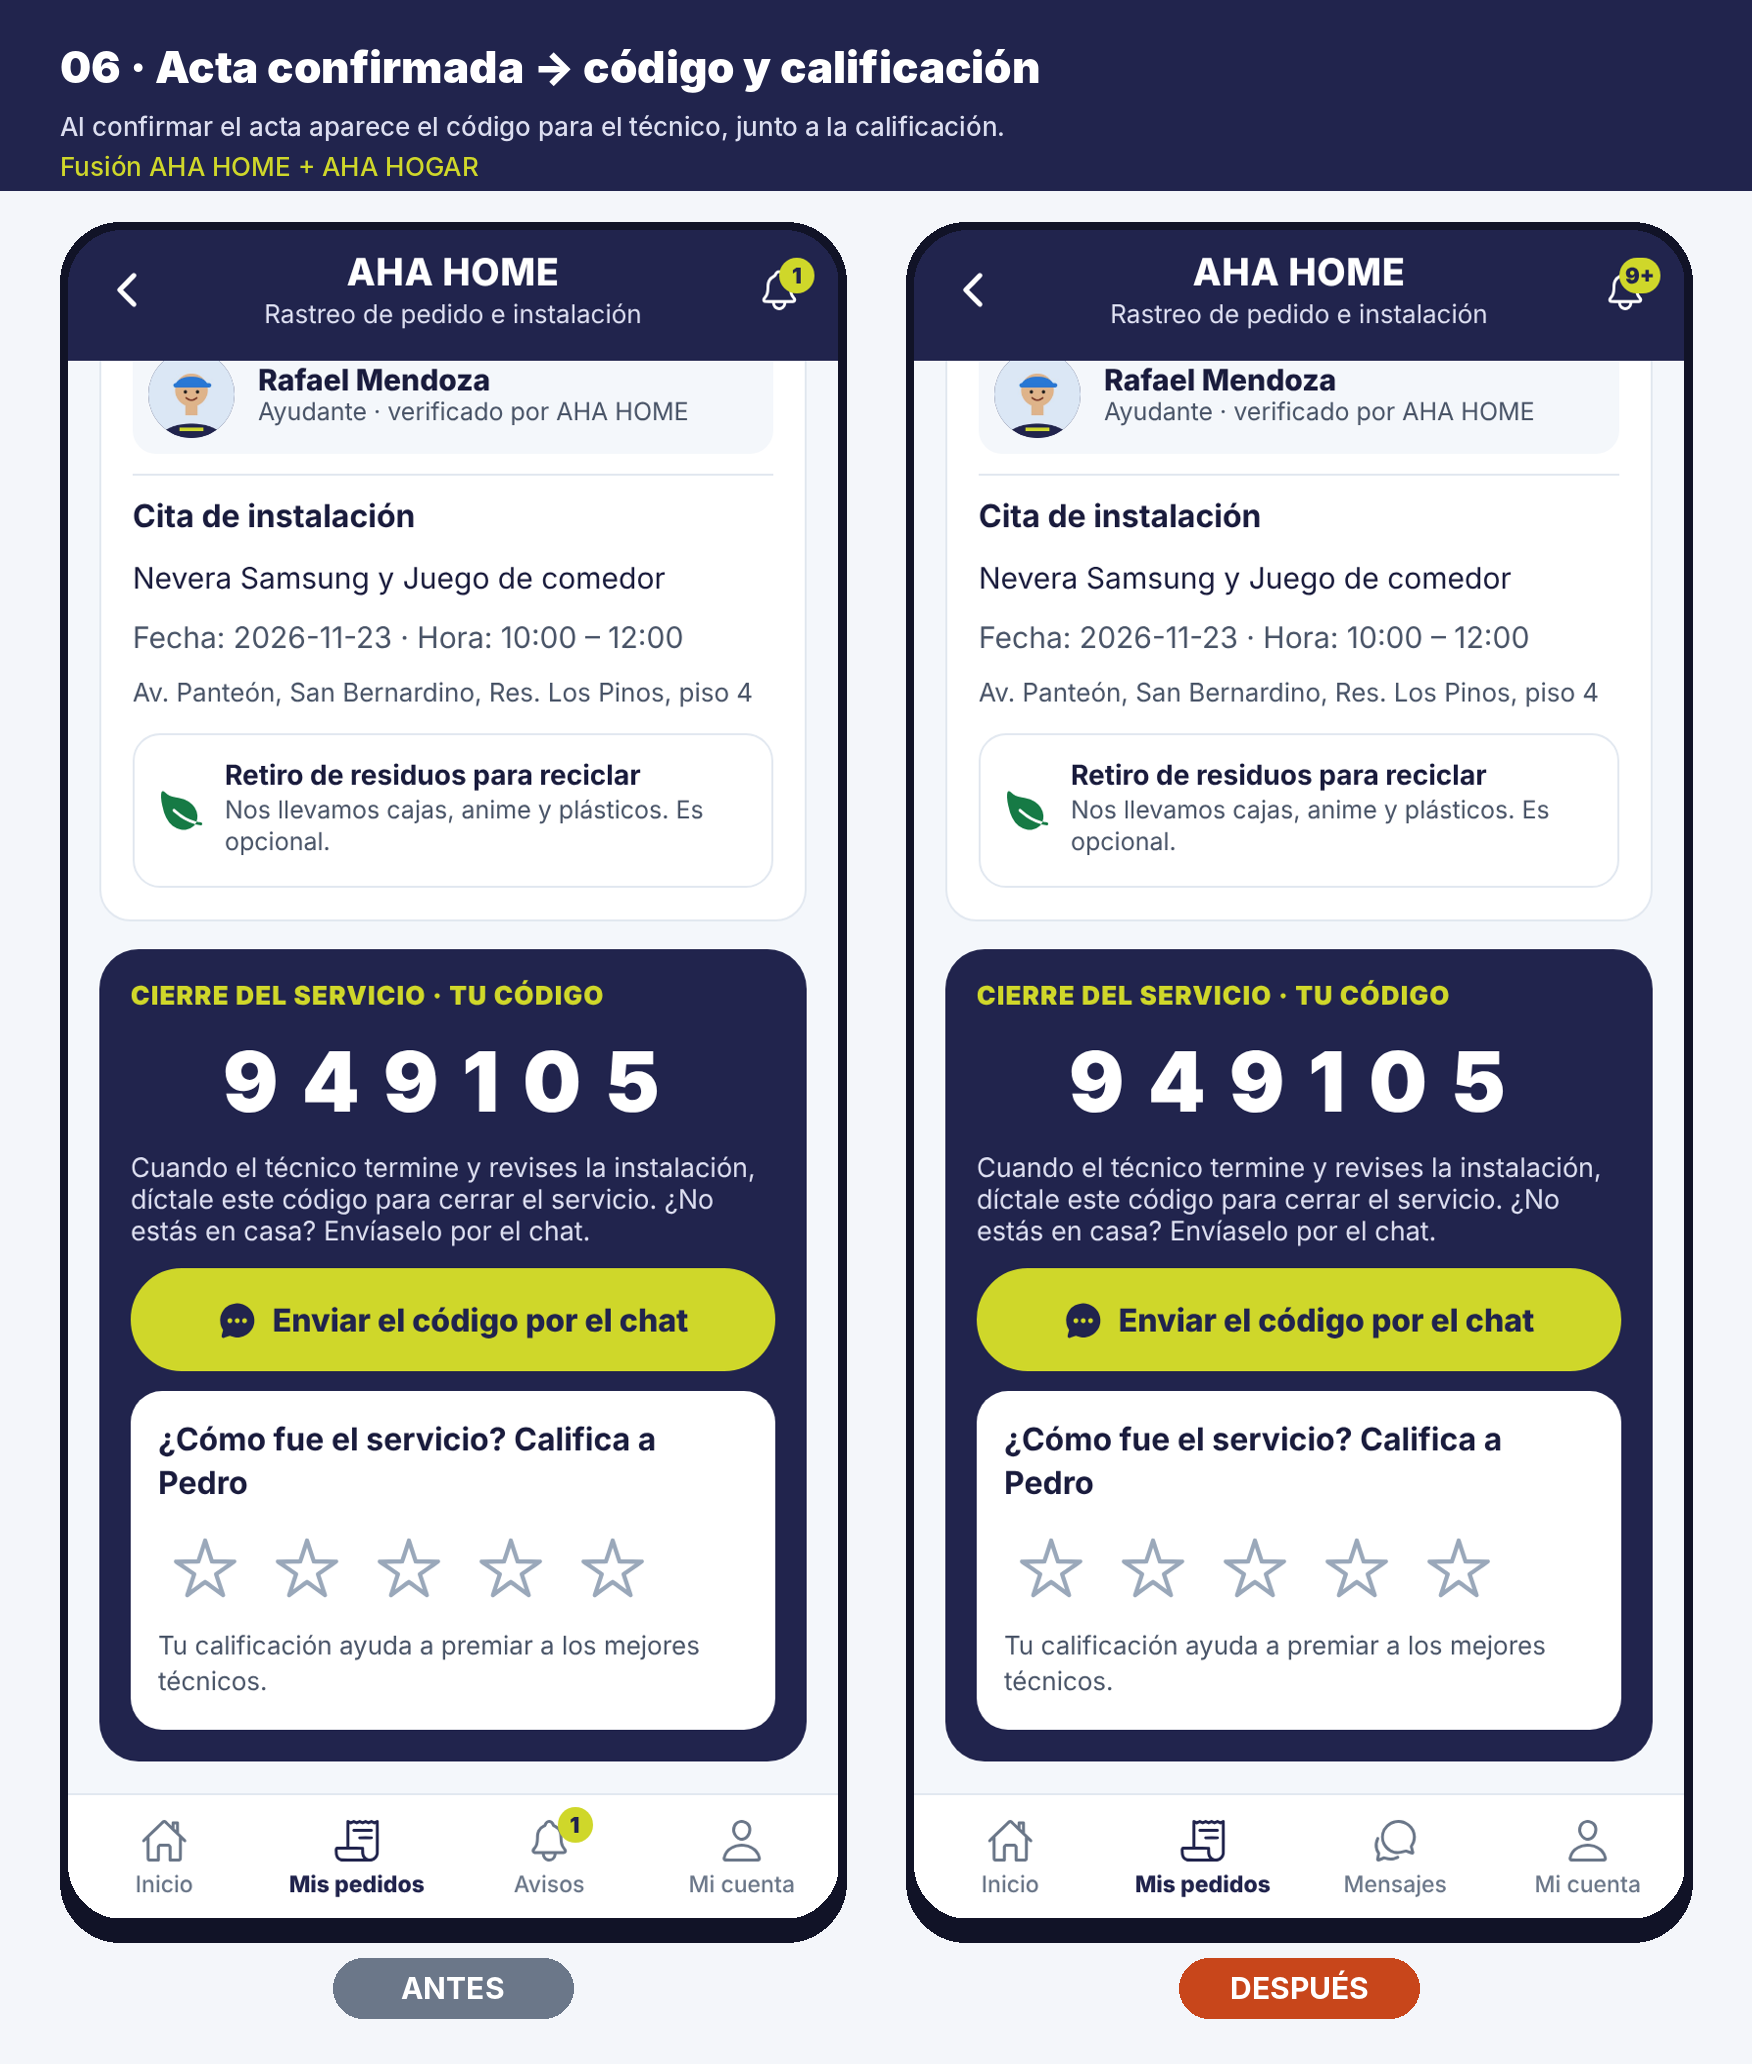 06 · Acta confirmada → código y calificación
Al confirmar el acta aparece el código para el técnico, junto a la calificación.
Fusión AHA HOME + AHA HOGAR
AHA HOME
1
Rastreo de pedido e instalación
Rafael Mendoza
Ayudante · verificado por AHA HOME
Cita de instalación
Nevera Samsung y Juego de comedor
Fecha: 2026-11-23 · Hora: 10:00 – 12:00
Av. Panteón, San Bernardino, Res. Los Pinos, piso 4
Retiro de residuos para reciclar
Nos llevamos cajas, anime y plásticos. Es
opcional.
CIERRE DEL SERVICIO · TU CÓDIGO
949105
Cuando el técnico termine y revises la instalación,
díctale este código para cerrar el servicio. ¿No
estás en casa? Envíaselo por el chat.
Enviar el código por el chat
¿Cómo fue el servicio? Califica a
Pedro
Tu calificación ayuda a premiar a los mejores
técnicos.
1
Inicio
Mis pedidos
Avisos
Mi cuenta
ANTES
AHA HOME
9+
Rastreo de pedido e instalación
Rafael Mendoza
Ayudante · verificado por AHA HOME
Cita de instalación
Nevera Samsung y Juego de comedor
Fecha: 2026-11-23 · Hora: 10:00 – 12:00
Av. Panteón, San Bernardino, Res. Los Pinos, piso 4
Retiro de residuos para reciclar
Nos llevamos cajas, anime y plásticos. Es
opcional.
CIERRE DEL SERVICIO · TU CÓDIGO
949105
Cuando el técnico termine y revises la instalación,
díctale este código para cerrar el servicio. ¿No
estás en casa? Envíaselo por el chat.
Enviar el código por el chat
¿Cómo fue el servicio? Califica a
Pedro
Tu calificación ayuda a premiar a los mejores
técnicos.
Inicio
Mis pedidos
Mensajes
Mi cuenta
DESPUÉS